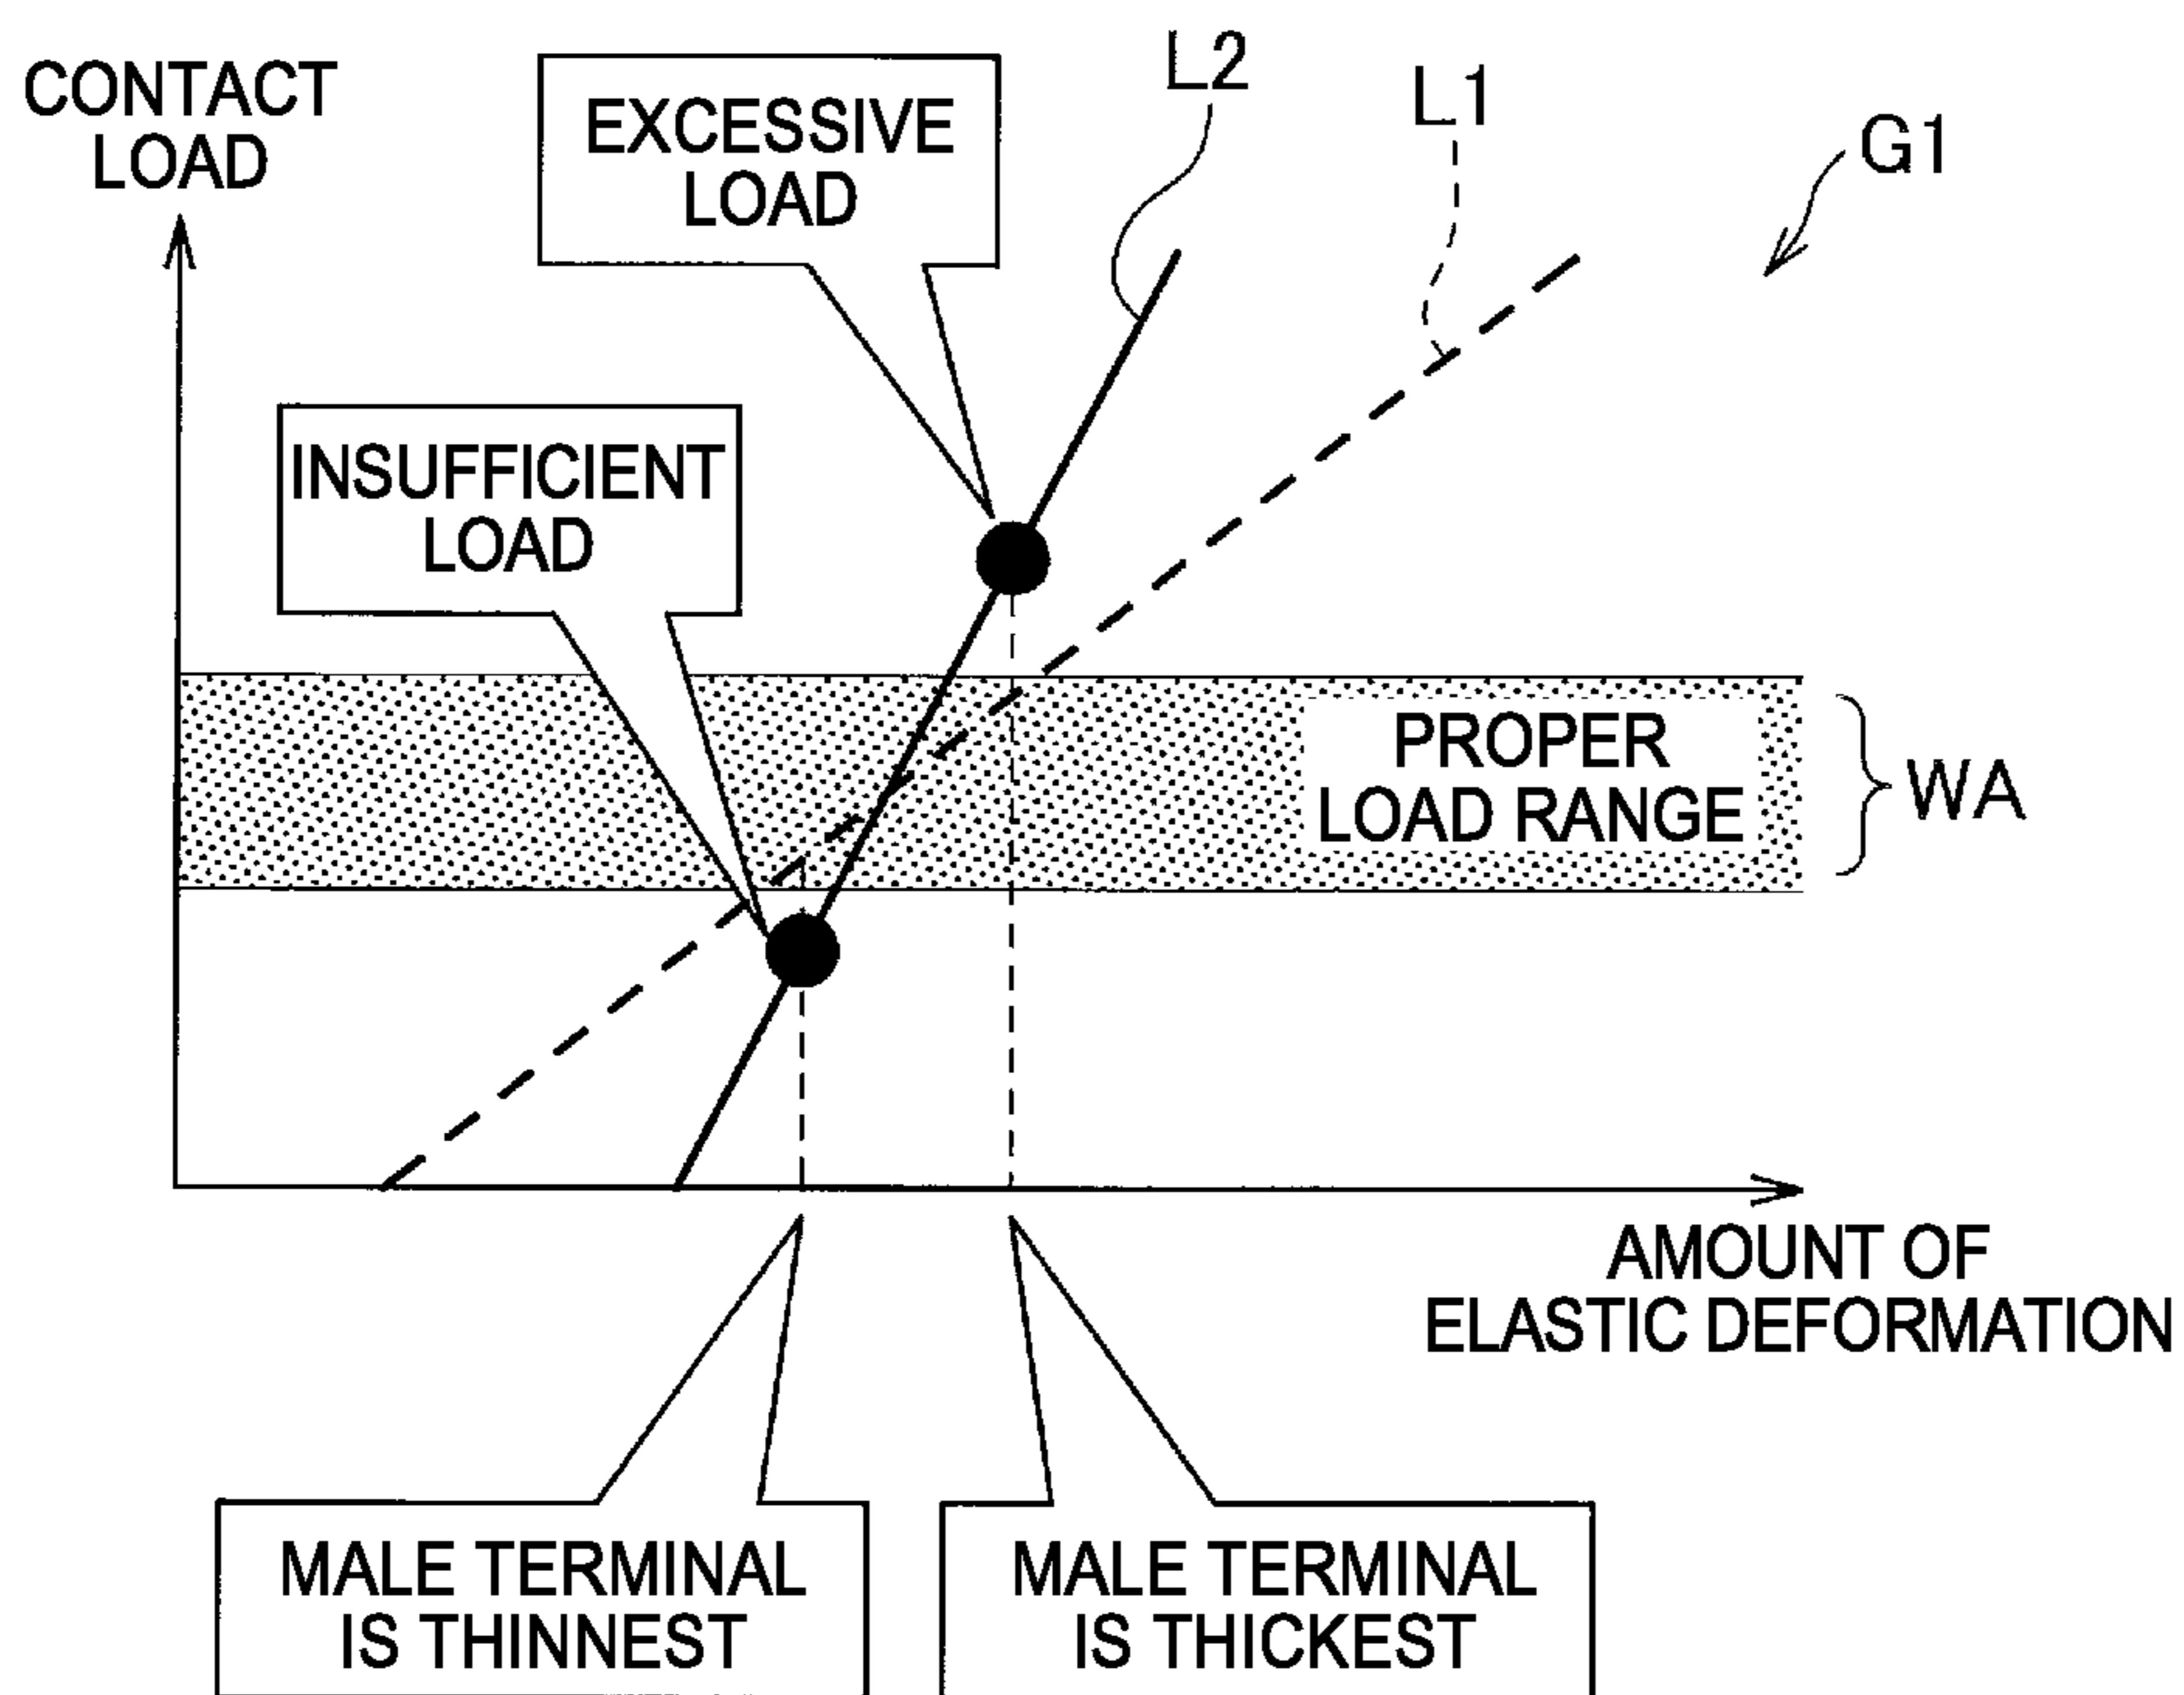 CONTACT
LOAD
EXCESSIVE
LOAD
L2
L1
G1
INSUFFICIENT
LOAD
PROPER
LOAD RANGE
WA
AMOUNT OF
ELASTIC DEFORMATION
MALE TERMINAL
IS THINNEST
MALE TERMINAL
IS THICKEST